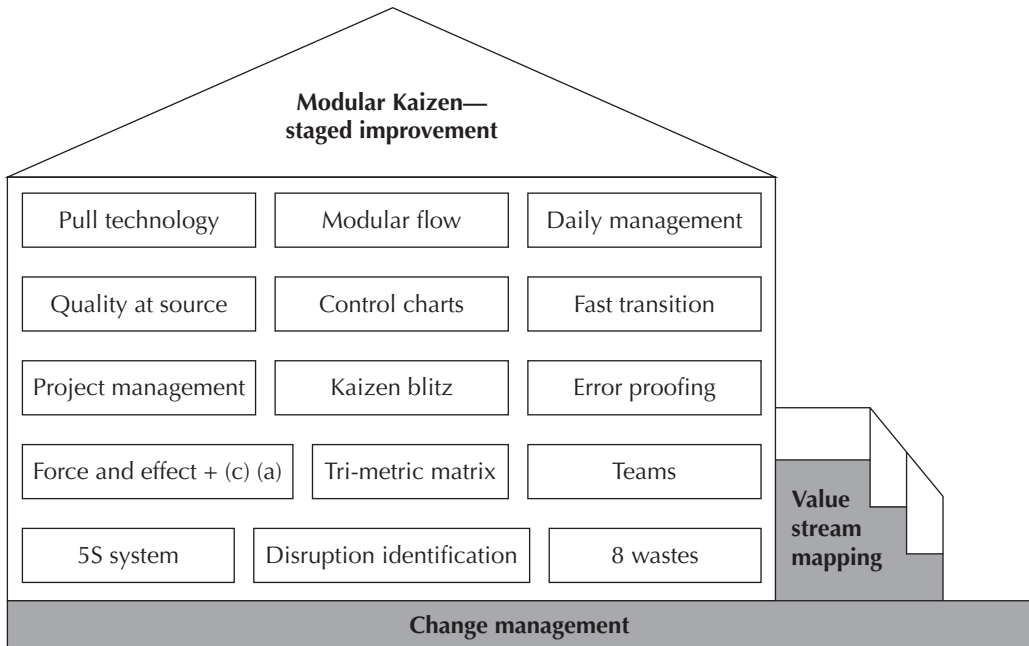 Modular Kaizen—
staged improvement
Pull technology
Modular flow
Daily management
Quality at source
Control charts
Fast transition
Project management
Kaizen blitz
Error proofing
Force and effect + (c) (a)
Tri-metric matrix
Teams
Value
stream
mapping
5S system
Disruption identification
8 wastes
Change management